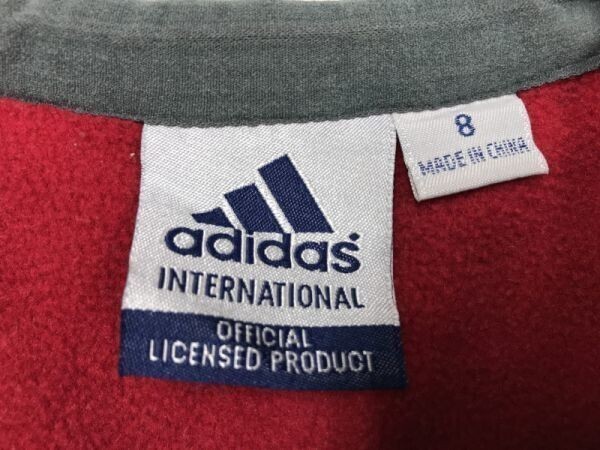 adidas
INTERNATIONAL
OFFICIAL
LICENSED PRODUCT
8
MADE IN CHINA